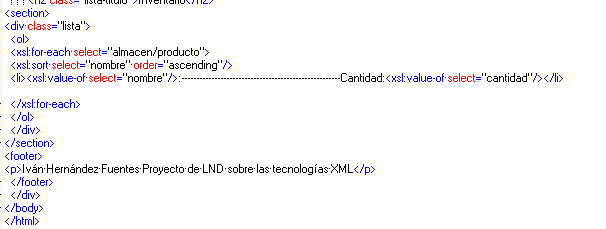 <h2 class="lista-titulo">Inventario</h2>
<section>
<div class="lista">
<ol>
<xsl:for-each select="almacen/producto">
<xsl:sort select="nombre" order="ascending"/>
<li><xsl:value-of select="nombre"/>:----------------------------------------------------Cantidad:<xsl:value-of select="cantidad"/></li>
</xsl:for-each>
</ol>
</div>
</section>
<footer>
<p>Iván Hernández Fuentes Proyecto de LND sobre las tecnologías XML</p>
</footer>
</div>
</body>
</html>